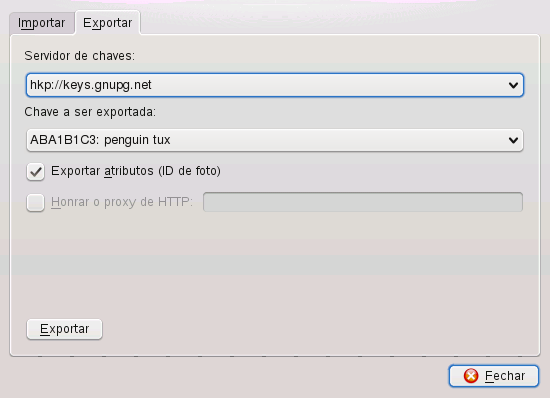 Importar
Exportar
Servidor de chaves:
hkp://keys.gnupg.net
Chave a ser exportada:
ABA1B1C3: penguin tux
Exportar atributos (ID de foto)
Honrar o proxy de HTTP:
Exportar
Fechar